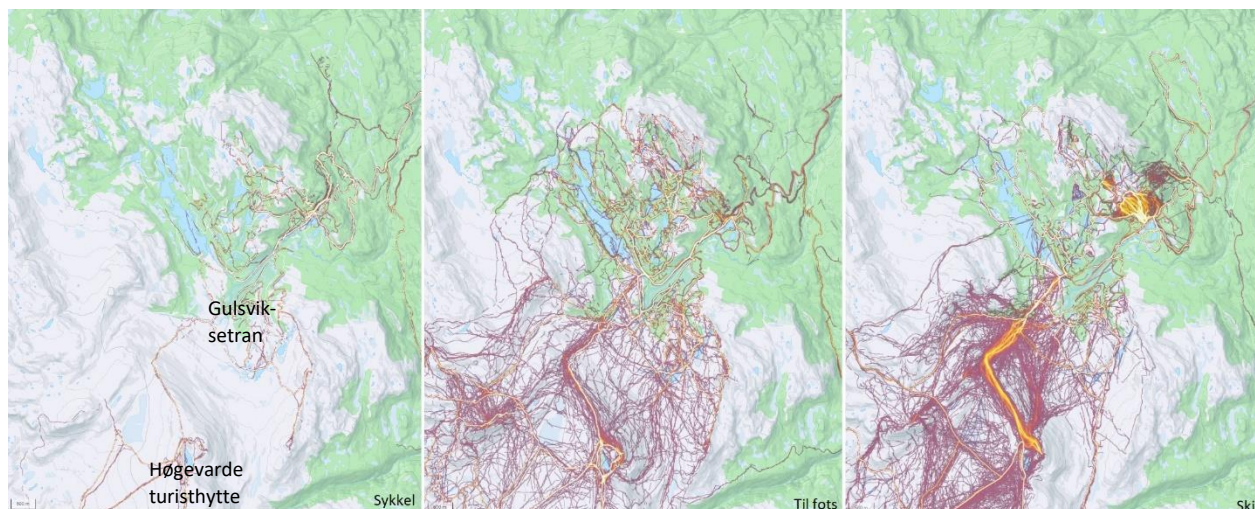 Gulsvik-
setran
Høgevarde
turisthytte
Sykkel
Til fots
Ski